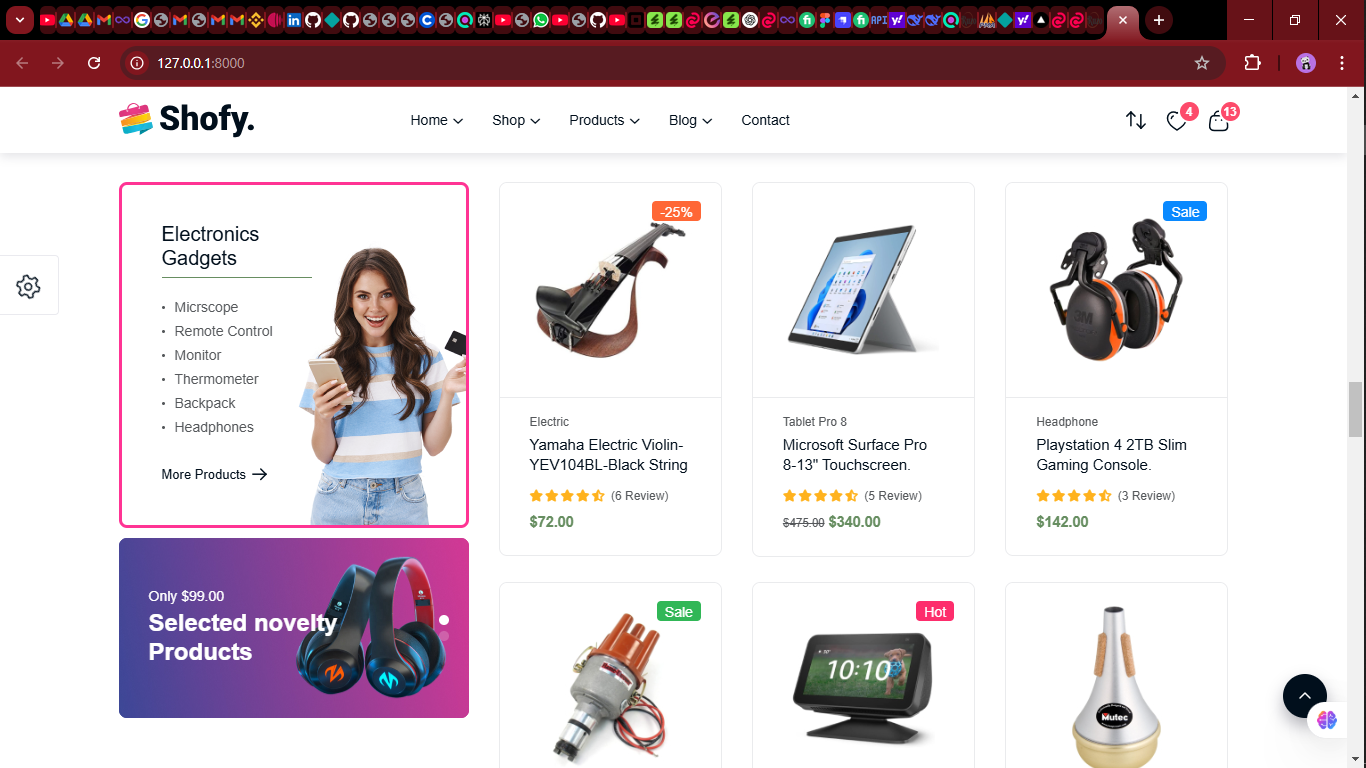 API
127.0.0.1:8000
Shofy.
Home
Shop
Products
Blog
Contact
4
13
Electronics
Gadgets
• Micrscope
• Remote Control
• Monitor
• Thermometer
• Backpack
• Headphones
More Products
Only $99.00
Selected novelty
Products
-25%
Electric
Yamaha Electric Violin-
YEV104BL-Black String
(6 Review)
$72.00
Tablet Pro 8
Microsoft Surface Pro
8-13" Touchscreen.
(5 Review)
$475.00 $340.00
Sale
3M
Headphone
Playstation 4 2TB Slim
Gaming Console.
(3 Review)
$142.00
Sale
Hot
10:10
Mutec